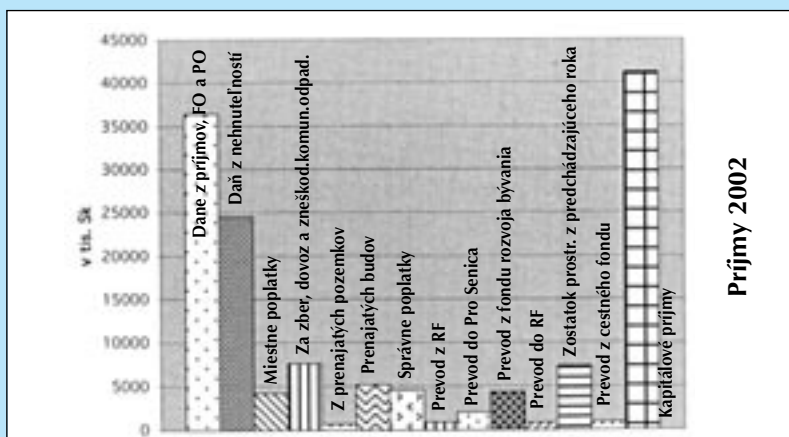 45000
40000
35000
30000
25000
20000
15000
10000
5000
0
v tis. Sk
Dane z príjmov, FO a PO
Daň z nehnuteľností
Miestne poplatky
Za zber, dovoz a zneškod.komun.odpad.
Z prenajatých pozemkov
Prenajatých budov
Správne poplatky
Prevod z RF
Prevod do Pro Senica
Prevod z fondu rozvoja bývania
Prevod do RF
Zostatok prostr. z predchádzajúceho roka
Prevod z cestného fondu
Kapitálové príjmy
Príjmy 2002